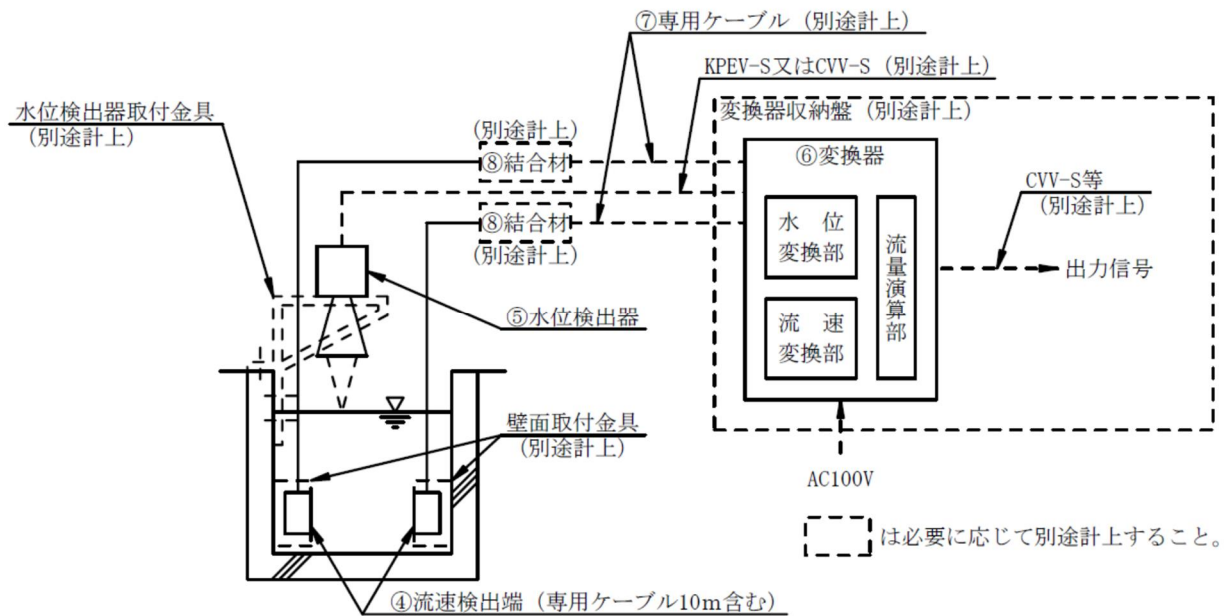 ⑦専用ケーブル (別途計上)
KPEV-S又はCVV-S (別途計上)
水位検出器取付金具
(別途計上)
変換器収納盤 (別途計上)
(別途計上)
⑧結合材
⑥変換器
CVV-S等
(別途計上)
⑧結合材
(別途計上)
水 位
変換部
流量演算部
出力信号
⑤水位検出器
流 速
変換部
壁面取付金具
(別途計上)
AC100V
は必要に応じて別途計上すること。
④流速検出端 (専用ケーブル10m含む)